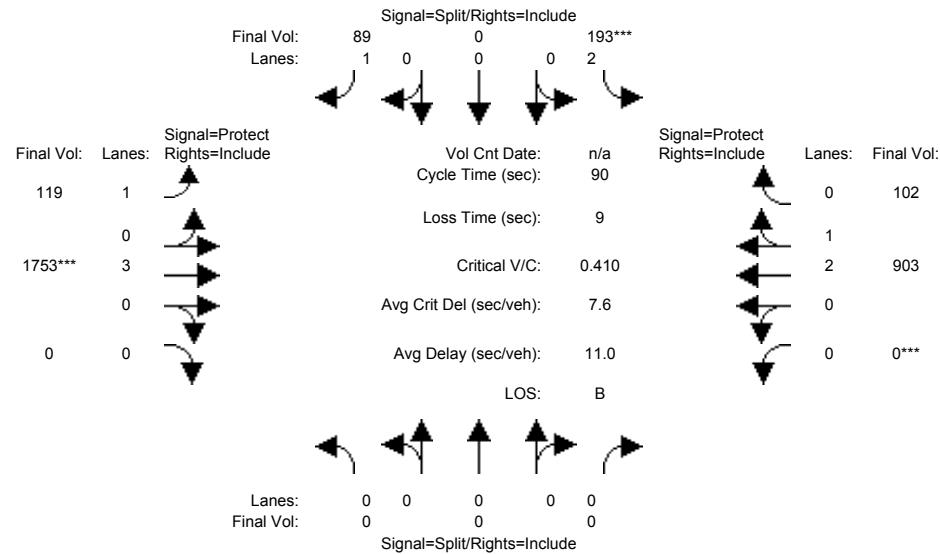 Signal=Split/Rights=Include
Final Vol: 89 0 193***
Lanes: 1 0 0 0 2
Signal=Protect Signal=Protect
Final Vol: Lanes: Rights=Include Vol Cnt Date: n/a Rights=Include Lanes: Final Vol:
Cycle Time (sec): 90
119 1 0 102
Loss Time (sec): 9
0 1
1753*** 3 Critical V/C: 0.410 2 903
0 Avg Crit Del (sec/veh): 7.6 0
0 0 Avg Delay (sec/veh): 11.0 0 0***
LOS: B
Lanes: 0 0 0 0 0
Final Vol: 0 0 0
Signal=Split/Rights=Include